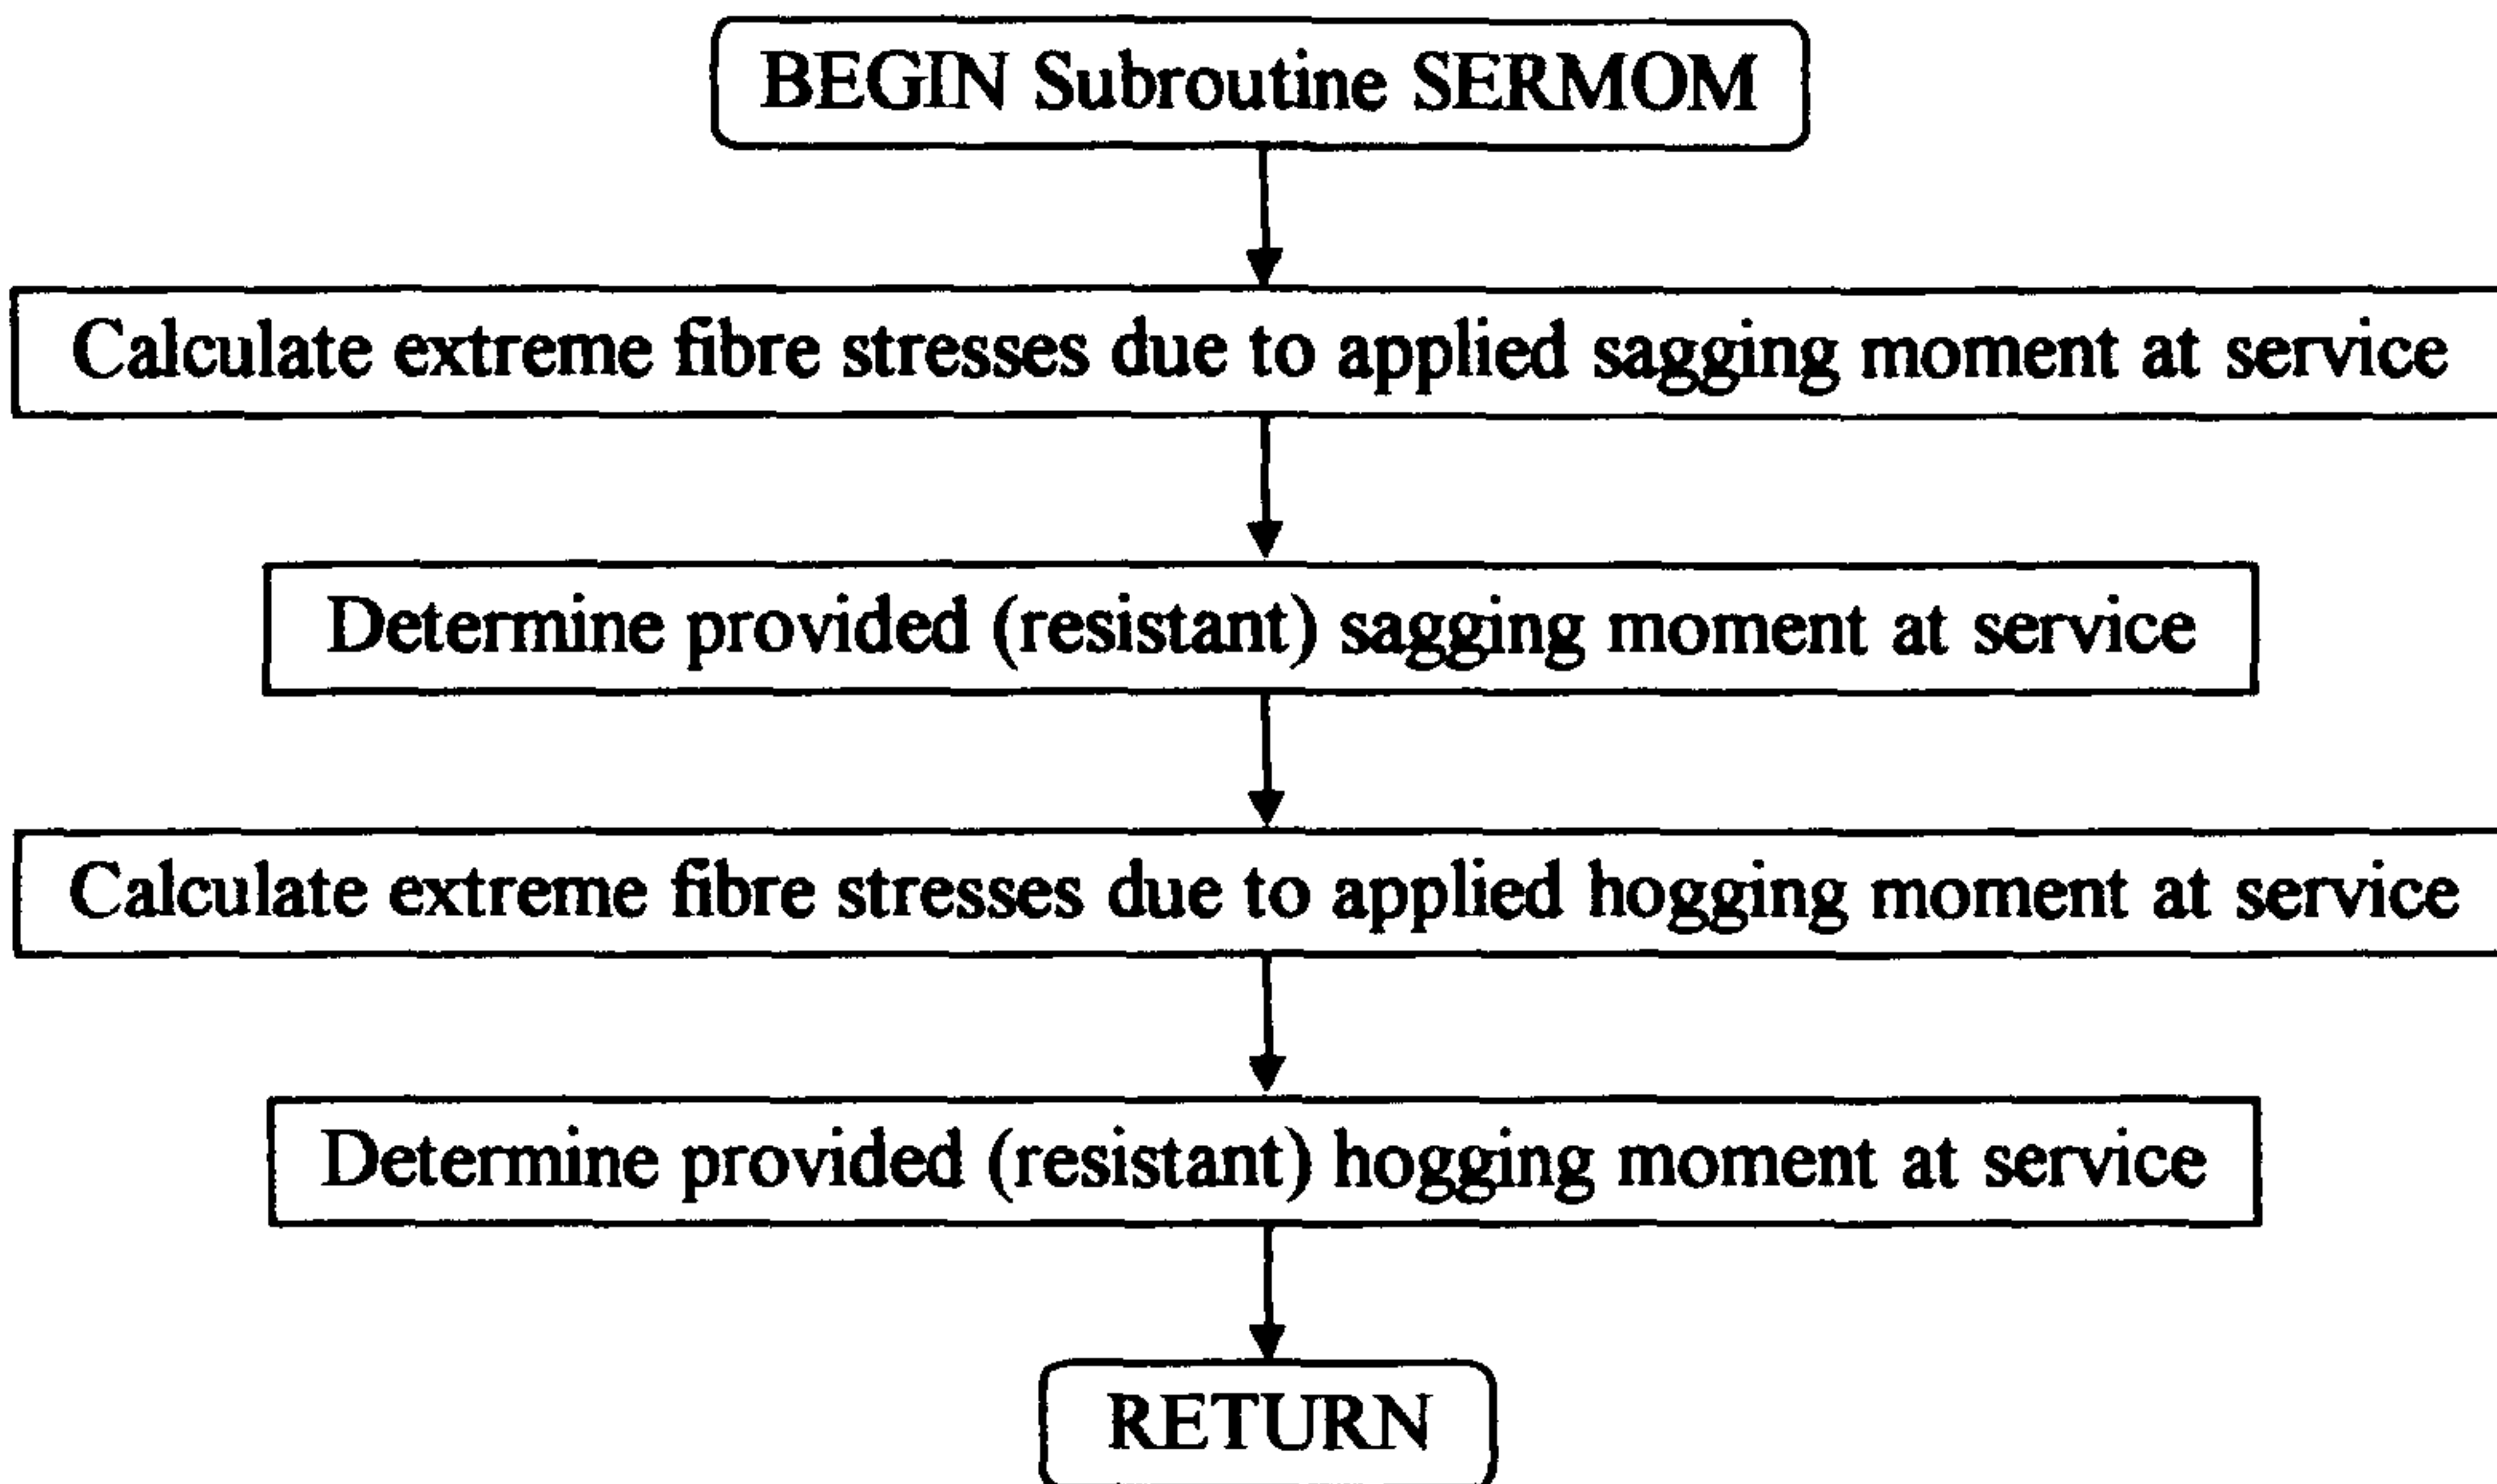 BEGIN Subroutine SERMOM
Calculate extreme fibre stresses due to applied sagging moment at service
Determine provided (resistant) sagging moment at service
Calculate extreme fibre stresses due to applied hogging moment at service
Determine provided (resistant) hogging moment at service
RETURN